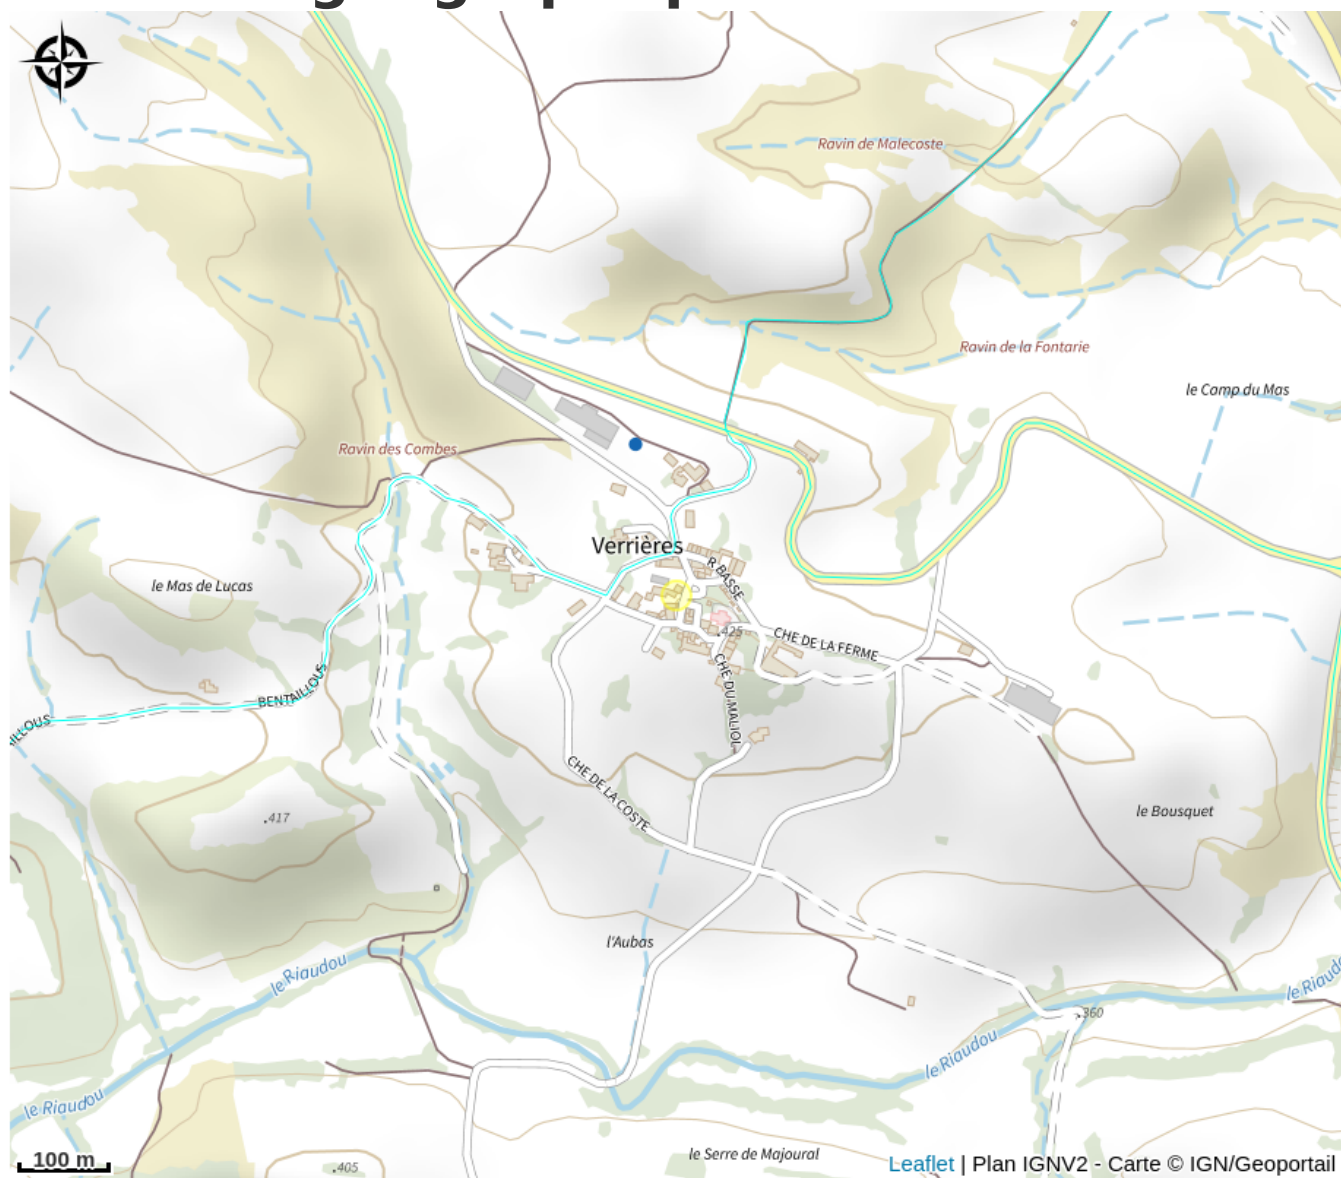 Ravin de Malecoste
Ravin de la Fontarie
le Camp du Mas
Ravin des Combes
Verrières
R BASSE
le Mas de Lucas
425
CHE DE LA FERME
BENTAILLOUS
ILLOUS
CHE DU MALIOL
CHE DE LA COSTE
.417
le Bousquet
l'Aubas
le Riaudou
le Riaudo
.360
le Riaudou
le Riaudou
le Serre de Majoural
.405
100 m
Leaflet | Plan IGNV2 - Carte © IGN/Geoportail